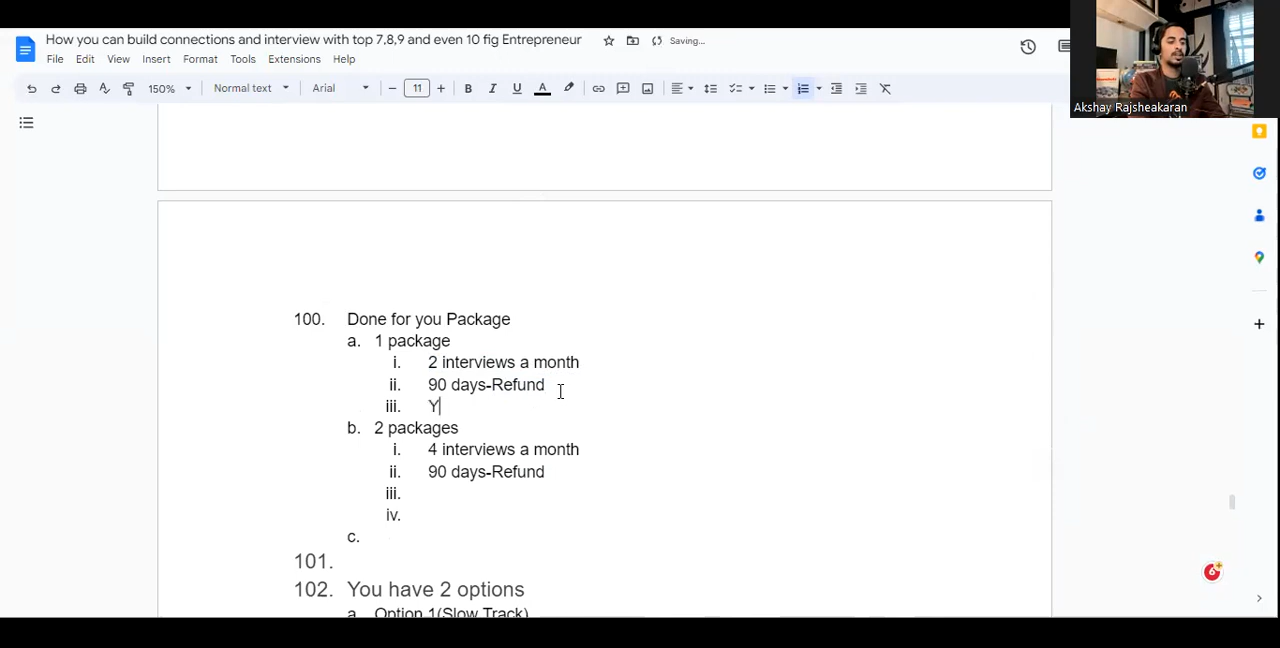 How you can build connections and interview with top 7,8,9 and even 10 fig Entrepreneur
Saving...
File Edit View Insert Format Tools Extensions Help
150% Normal text Arial 11
Akshay Rajsheakaran
100. Done for you Package
a. 1 package
i. 2 interviews a month
ii. 90 days-Refund
iii. Y
b. 2 packages
i. 4 interviews a month
ii. 90 days-Refund
iii.
iv.
c.
101.
102. You have 2 options
a. Option 1(Slow Track)